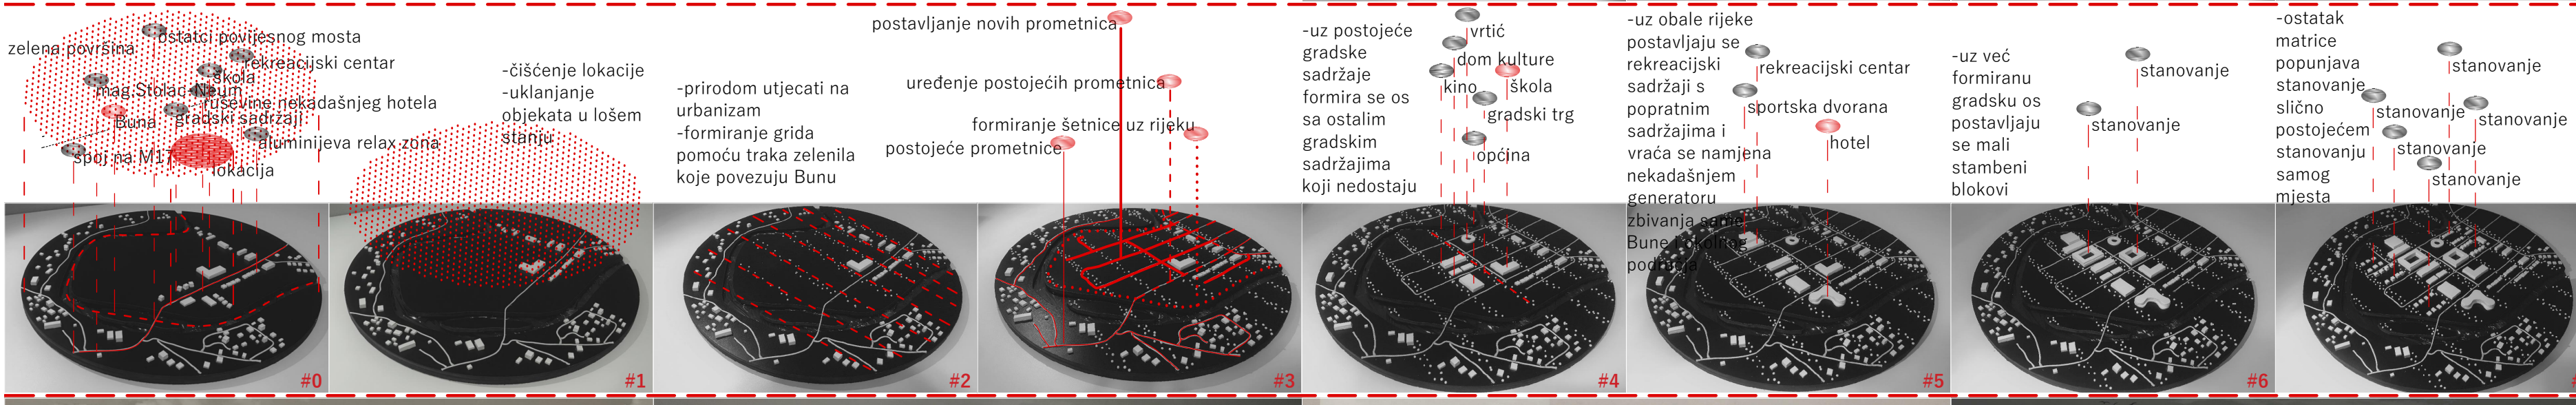 ostatci povijesnog mosta
zelena površina
rekreacijski centar
škola
mag.Stolac-Neum
ruševine nekadašnjeg hotela
gradski sadržaji
Buna
aluminijeva relax zona
spoj na M17
lokacija
#0
-čišćenje lokacije
-uklanjanje
objekata u lošem
stanju
#1
-prirodom utjecati na
urbanizam
-formiranje grida
pomoću traka zelenila
koje povezuju Bunu
#2
postavljanje novih prometnica
uređenje postojećih prometnica
formiranje šetnice uz rijeku
postojeće prometnice
#3
-uz postojeće
gradske
sadržaje
formira se os
sa ostalim
gradskim
sadržajima
koji nedostaju
vrtić
dom kulture
kino
škola
gradski trg
općina
#4
-uz obale rijeke
postavljaju se
rekreacijski
sadržaji s
popratnim
sadržajima i
vraća se namjena
nekadašnjem
generatoru
zbivanja same
Bune i okolnog
područja
rekreacijski centar
sportska dvorana
hotel
#5
-uz već
formiranu
gradsku os
postavljaju
se mali
stambeni
blokovi
stanovanje
stanovanje
#6
-ostatak
matrice
popunjava
stanovanje
slično
postojećem
stanovanju
samog
mjesta
stanovanje
stanovanje
stanovanje
stanovanje
stanovanje